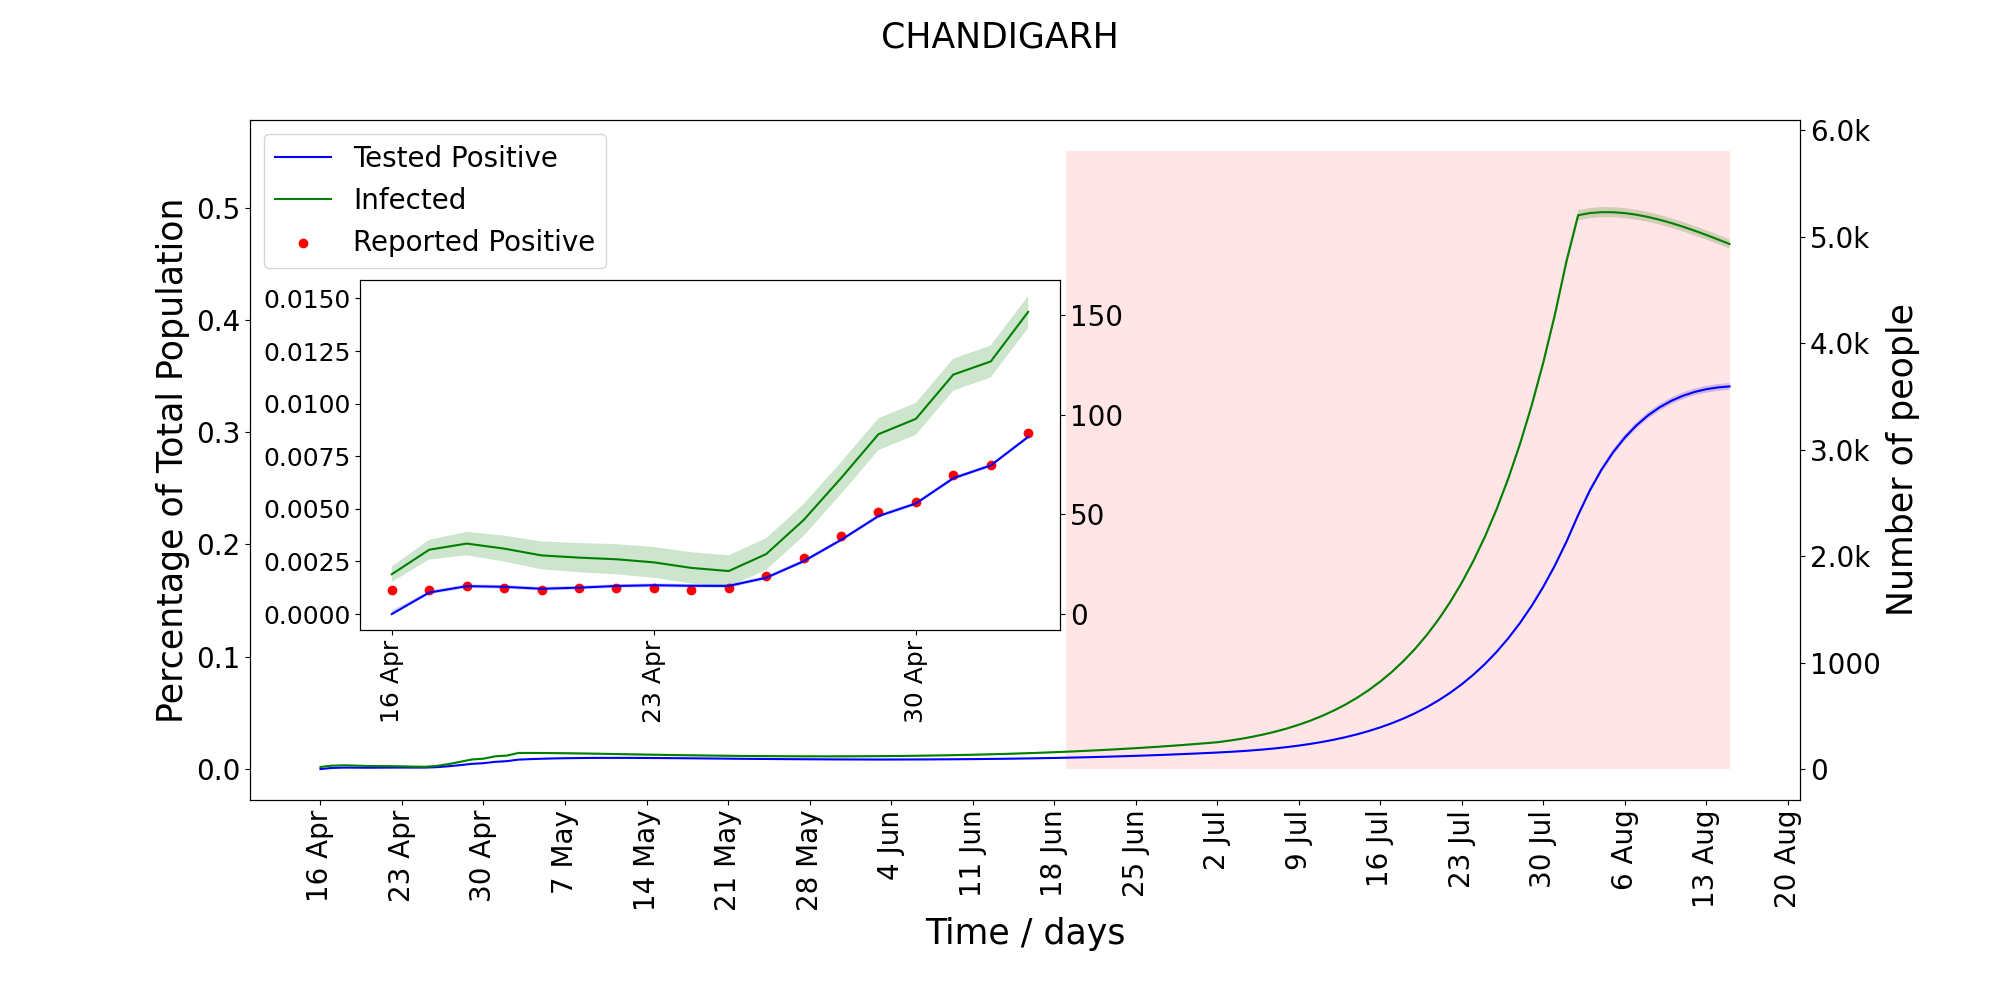 CHANDIGARH
Tested Positive
Infected
Reported Positive
Percentage of Total Population
0.5
0.4
0.3
0.2
0.1
0.0
6.0k
5.0k
4.0k
3.0k
2.0k
1000
0
Number of people
0.0150
0.0125
0.0100
0.0075
0.0050
0.0025
0.0000
150
100
50
0
16 Apr
23 Apr
30 Apr
16 Apr
23 Apr
30 Apr
7 May
14 May
21 May
28 May
4 Jun
11 Jun
18 Jun
25 Jun
2 Jul
9 Jul
16 Jul
23 Jul
30 Jul
6 Aug
13 Aug
20 Aug
Time / days